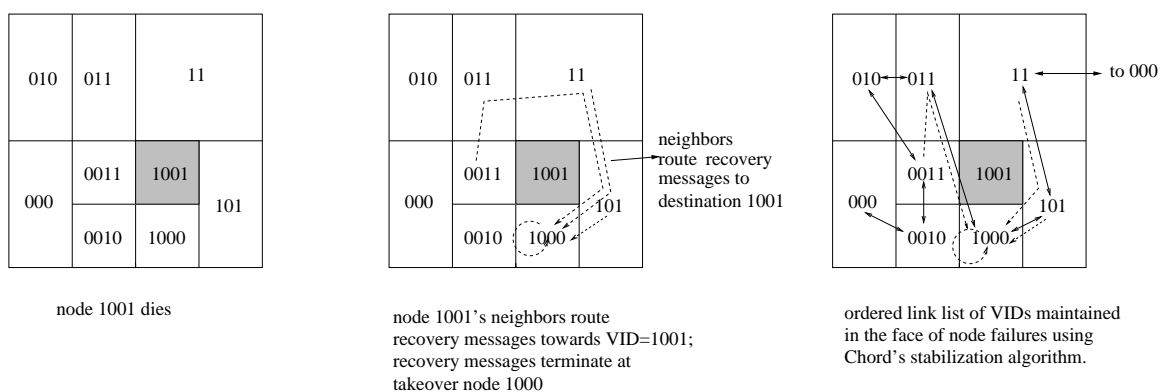 010 011 11
0011 1001
000 101
0010 1000
node 1001 dies
010 011 11
0011 1001
000 101
0010 1000
neighbors
route recovery
messages to
destination 1001
node 1001's neighbors route
recovery messages towards VID=1001;
recovery messages terminate at
takeover node 1000
010 011 11 to 000
0011 1001
000 101
0010 1000
ordered link list of VIDs maintained
in the face of node failures using
Chord's stabilization algorithm.